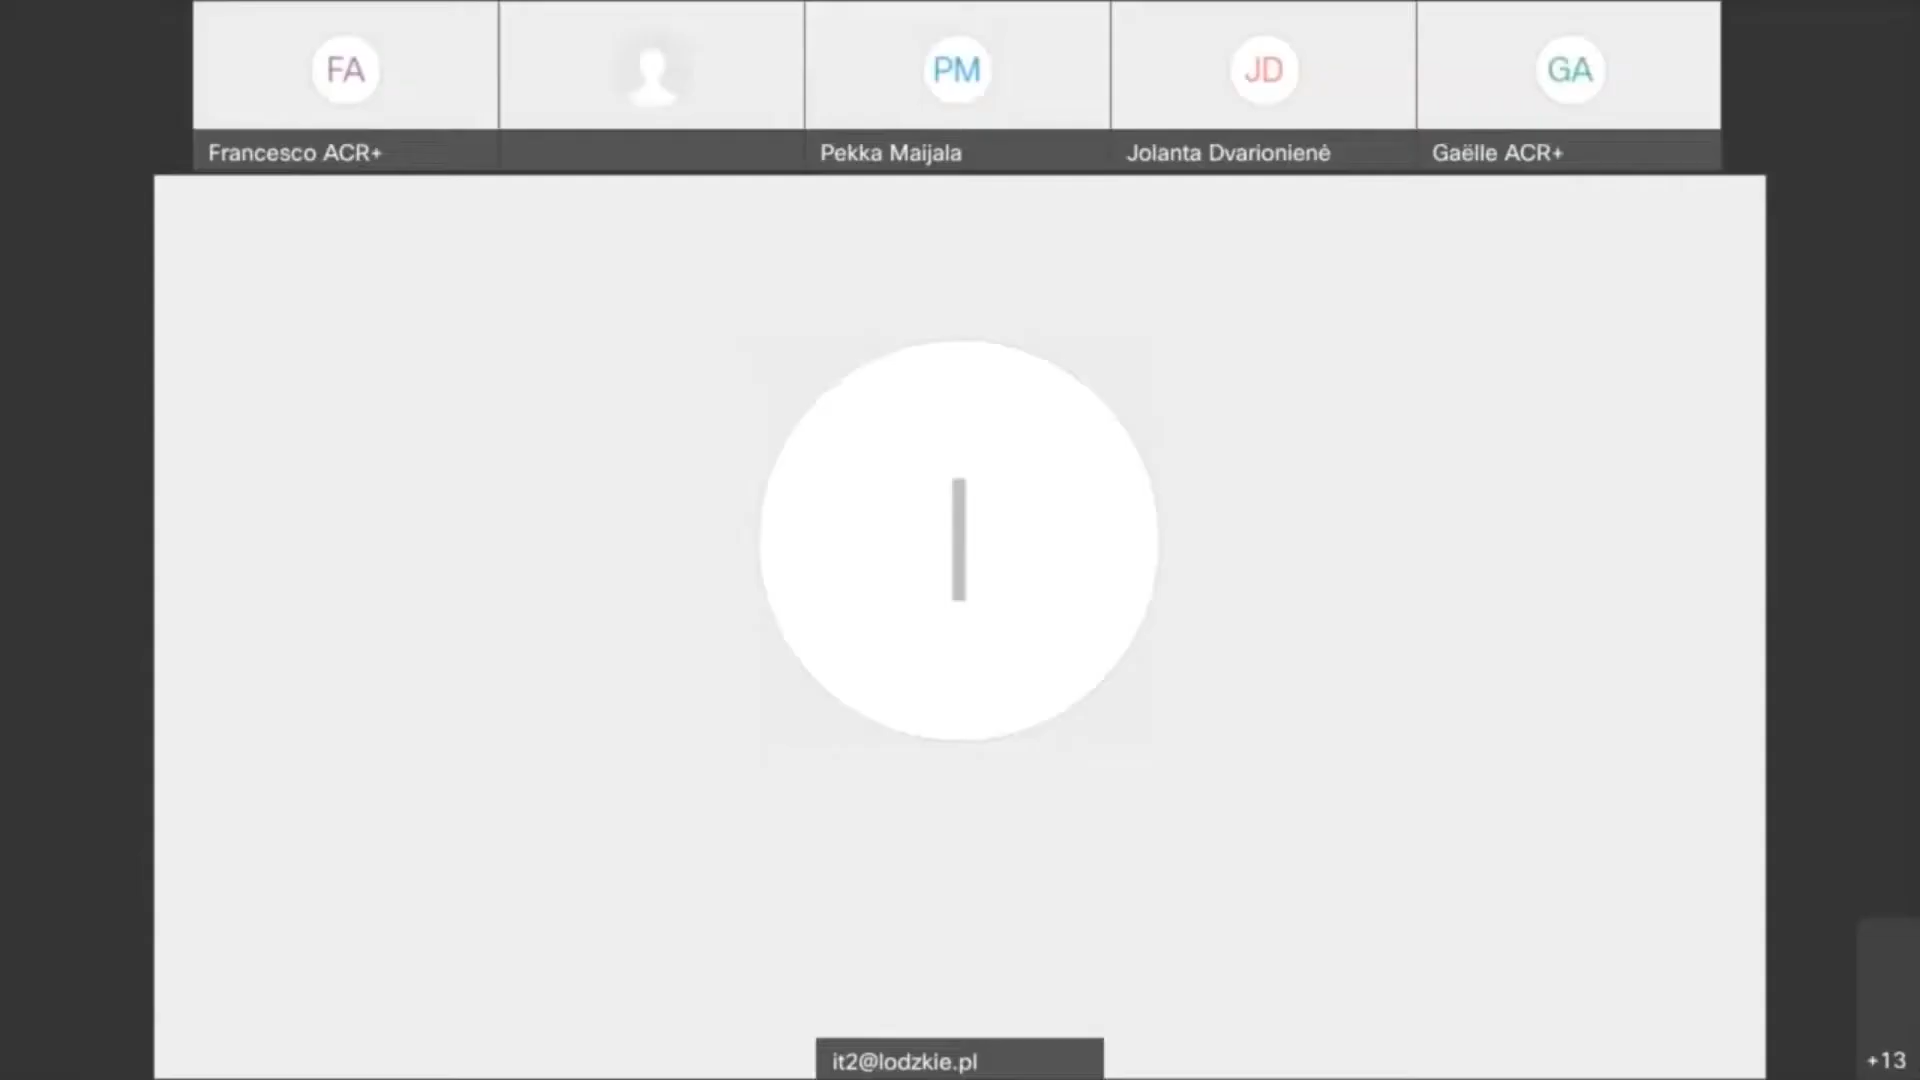 FA
PM
JD
GA
Francesco ACR+
Pekka Maijala
Jolanta Dvarionienė
Gaëlle ACR+
I
it2@lodzkie.pl
+13